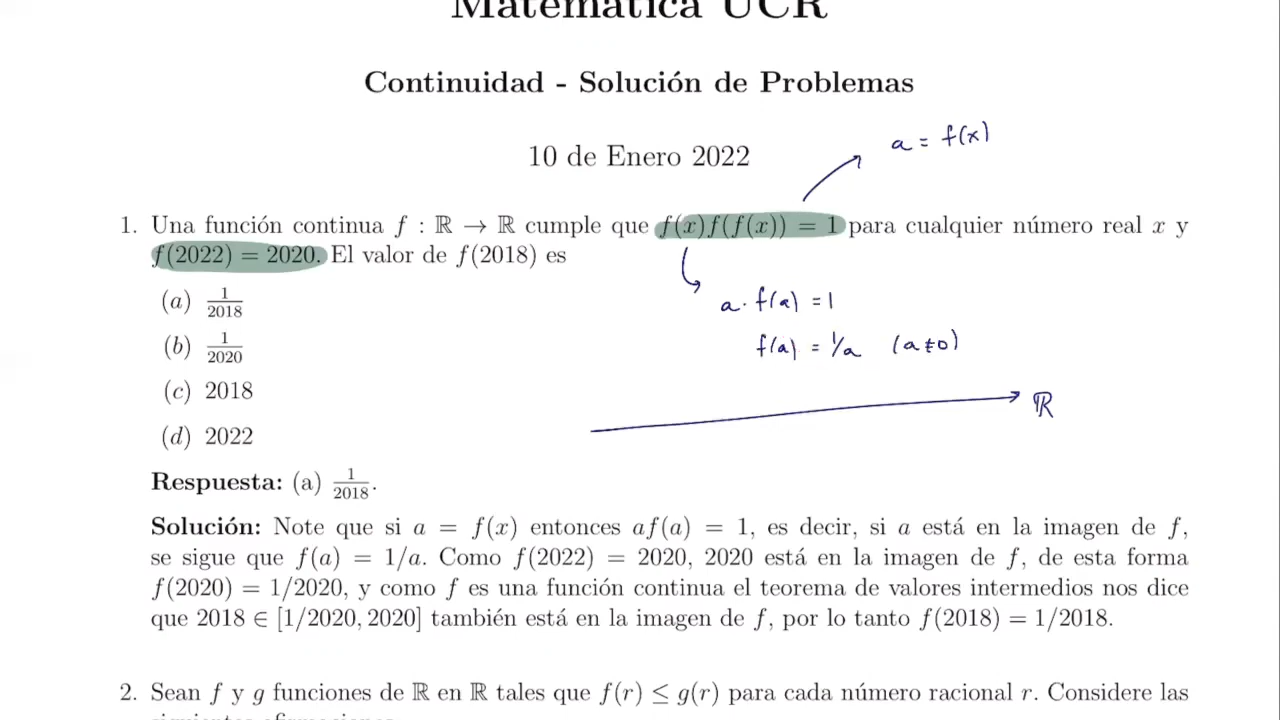 Matemática UCR
Continuidad - Solución de Problemas
10 de Enero 2022
a = f(x)
1. Una función continua f : ℝ → ℝ cumple que f(x)f(f(x)) = 1 para cualquier número real x y
f(2022) = 2020. El valor de f(2018) es
(a) 1/2018
a · f(a) = 1
(b) 1/2020
f(a) = 1/a (a≠0)
(c) 2018
ℝ
(d) 2022
Respuesta: (a) 1/2018.
Solución: Note que si a = f(x) entonces af(a) = 1, es decir, si a está en la imagen de f,
se sigue que f(a) = 1/a. Como f(2022) = 2020, 2020 está en la imagen de f, de esta forma
f(2020) = 1/2020, y como f es una función continua el teorema de valores intermedios nos dice
que 2018 ∈ [1/2020, 2020] también está en la imagen de f, por lo tanto f(2018) = 1/2018.
2. Sean f y g funciones de ℝ en ℝ tales que f(r) ≤ g(r) para cada número racional r. Considere las
siguientes afirmaciones